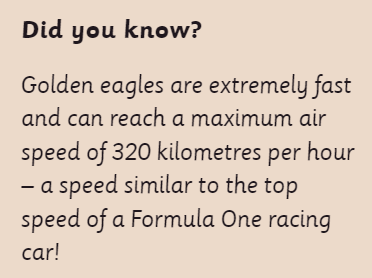 Did you know?
Golden eagles are extremely fast
and can reach a maximum air
speed of 320 kilometres per hour
– a speed similar to the top
speed of a Formula One racing
car!